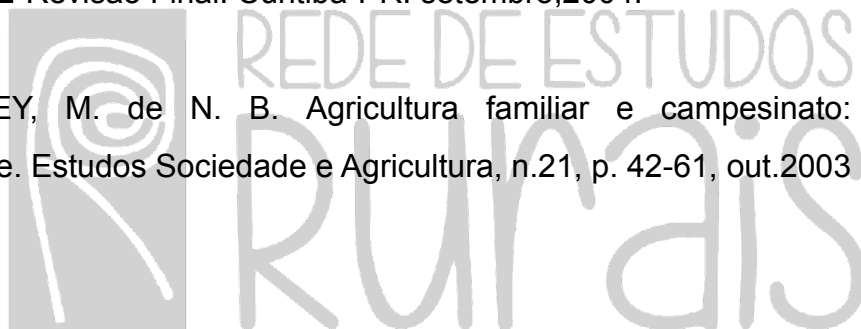 Revisão Final. Curitiba-PR. setembro,2004.
REDE DE ESTUDOS
EY, M. de N. B. Agricultura familiar e campesinato:
e. Estudos Sociedade e Agricultura, n.21, p. 42-61, out.2003
Rurais